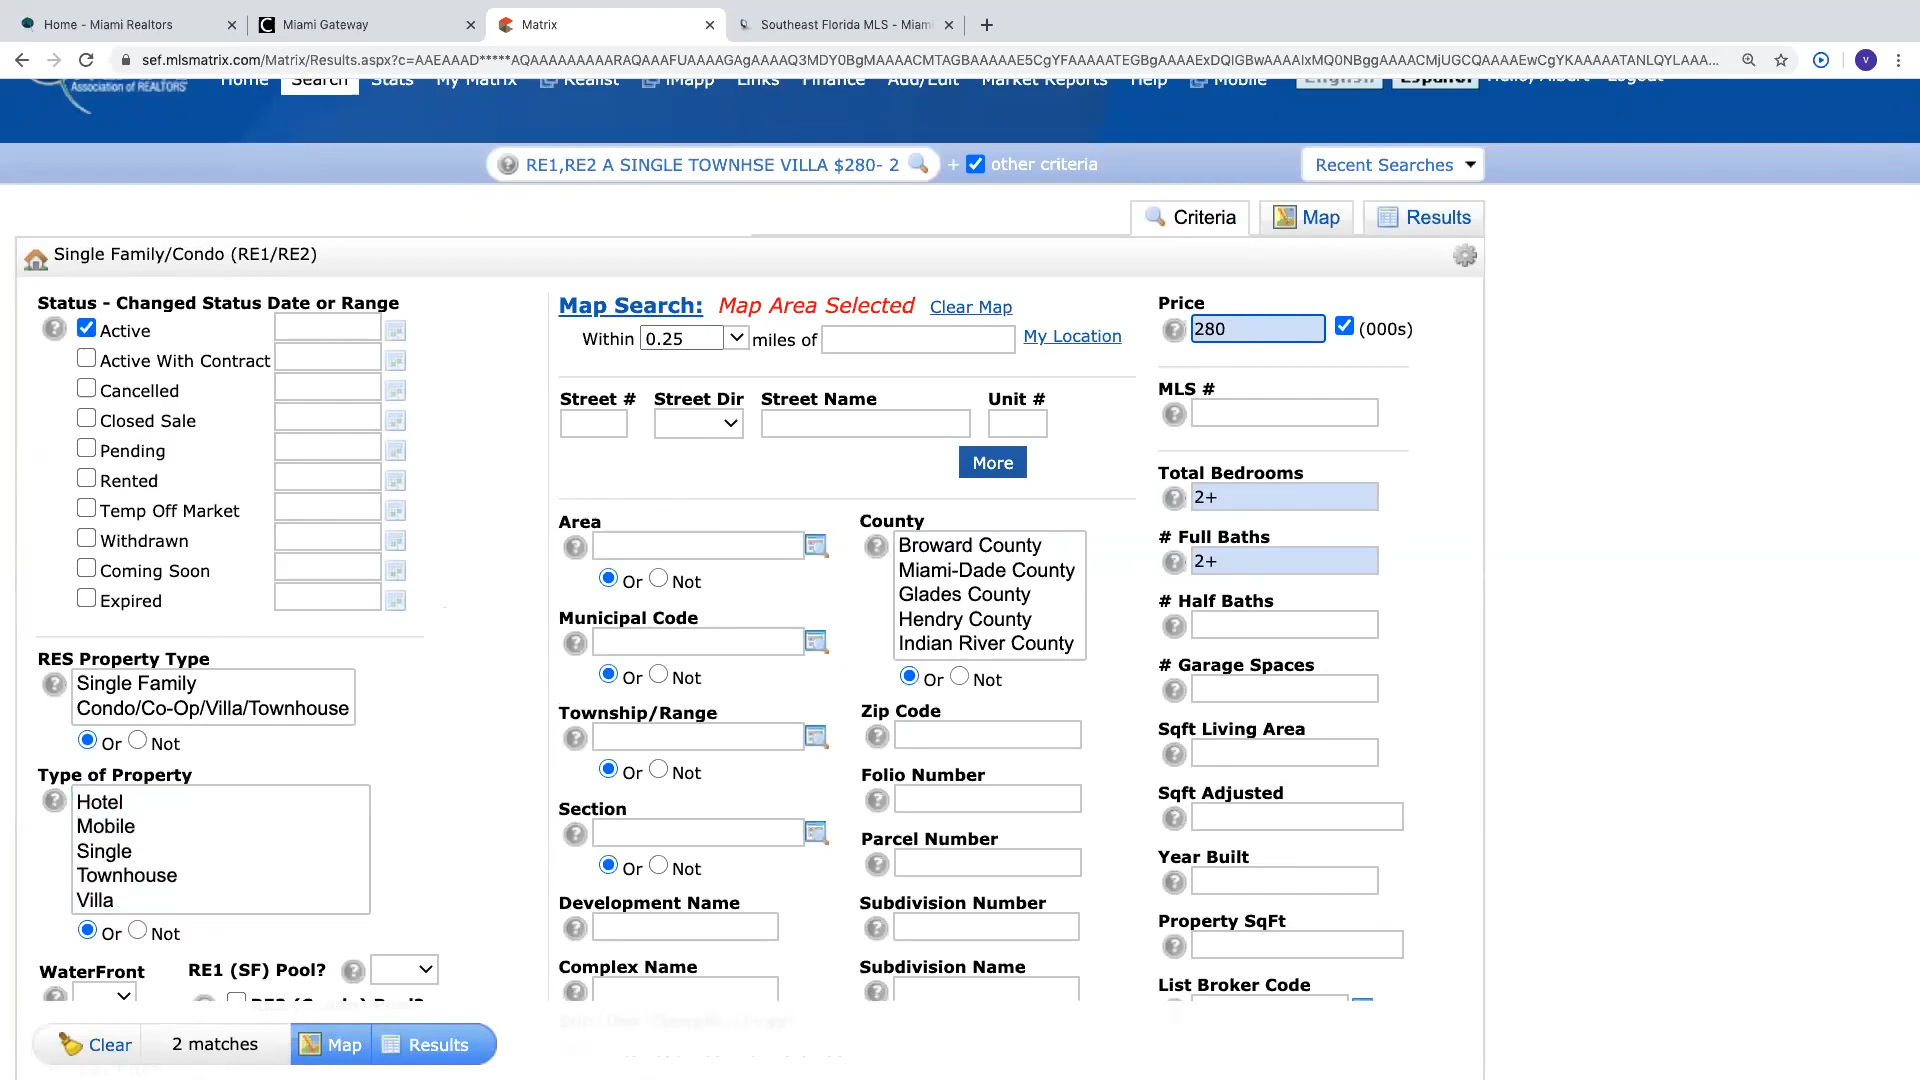 Home - Miami Realtors
Miami Gateway
Matrix
Southeast Florida MLS - Miam
sef.mlsmatrix.com/Matrix/Results.aspx?c=AAEAAAD*****AQAAAAAAAAARAQAAAFUAAAAGAgAAAAQ3MDY0BgMAAAACMTAGBAAAAAE5CgYFAAAAATEGBgAAAAExDQIGBwAAAAIxMQ0NBggAAAACMjUGCQAAAAEwCgYKAAAAATANLQYLAAA...
Home Search Stats My Matrix Realist iMapp Links Finance Add/Edit Market Reports Help Mobile English Español Hello, Albert Logout
Association of REALTORS
RE1,RE2 A SINGLE TOWNHSE VILLA $280- 2
+ other criteria
Recent Searches
Criteria
Map
Results
Single Family/Condo (RE1/RE2)
Status - Changed Status Date or Range
Active
Active With Contract
Cancelled
Closed Sale
Pending
Rented
Temp Off Market
Withdrawn
Coming Soon
Expired
RES Property Type
Single Family
Condo/Co-Op/Villa/Townhouse
Or Not
Type of Property
Hotel
Mobile
Single
Townhouse
Villa
Or Not
WaterFront
RE1 (SF) Pool?
RE2 (Condo) Pool?
Map Search: Map Area Selected Clear Map
Within 0.25 miles of My Location
Street # Street Dir Street Name Unit #
More
Area
Or Not
Municipal Code
Or Not
Township/Range
Or Not
Section
Or Not
Development Name
Complex Name
County
Broward County
Miami-Dade County
Glades County
Hendry County
Indian River County
Or Not
Zip Code
Folio Number
Parcel Number
Subdivision Number
Subdivision Name
Price
280 (000s)
MLS #
Total Bedrooms
2+
# Full Baths
2+
# Half Baths
# Garage Spaces
Sqft Living Area
Sqft Adjusted
Year Built
Property SqFt
List Broker Code
Clear
2 matches
Map
Results